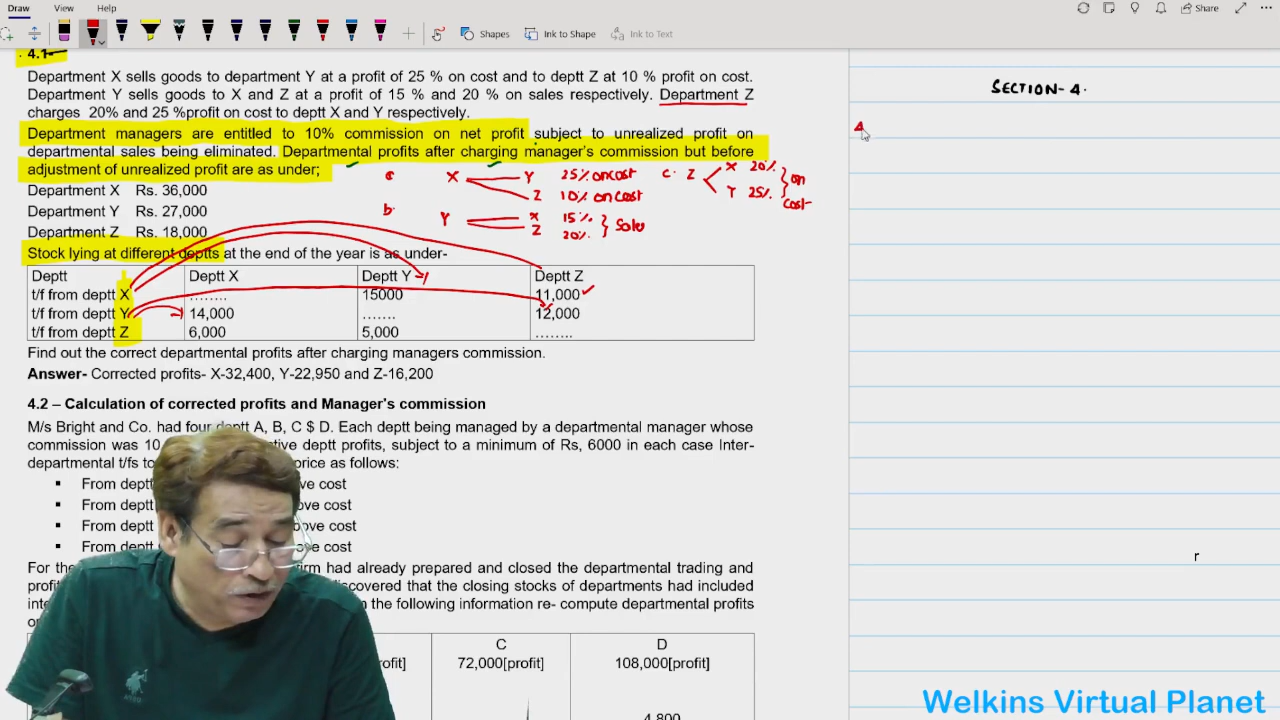 Draw View Help
Shapes Ink to Shape Ink to Text Share
4.1
Department X sells goods to department Y at a profit of 25 % on cost and to deptt Z at 10 % profit on cost.
Department Y sells goods to X and Z at a profit of 15 % and 20 % on sales respectively. Department Z
charges 20% and 25 %profit on cost to deptt X and Y respectively.
Department managers are entitled to 10% commission on net profit subject to unrealized profit on
departmental sales being eliminated. Departmental profits after charging manager's commission but before
adjustment of unrealized profit are as under;
Department X Rs. 36,000
Department Y Rs. 27,000
Department Z Rs. 18,000
X Y 25% on cost
Z 10% on cost
b. Y X 15%
Z 20% } Sales
c. Z X 20%
Y 25% } on cost
Stock lying at different deptts at the end of the year is as under-
Deptt Deptt X Deptt Y Deptt Z
t/f from deptt X ........ 15000 11,000
t/f from deptt Y 14,000 ....... 12,000
t/f from deptt Z 6,000 5,000 ........
Find out the correct departmental profits after charging managers commission.
Answer- Corrected profits- X-32,400, Y-22,950 and Z-16,200
4.2 – Calculation of corrected profits and Manager's commission
M/s Bright and Co. had four deptt A, B, C $ D. Each deptt being managed by a departmental manager whose
commission was 10 deptt profits, subject to a minimum of Rs, 6000 in each case Inter-
departmental t/fs to price as follows:
▪ From deptt cost
▪ From deptt above cost
▪ From deptt cost
▪ From deptt cost
For the firm had already prepared and closed the departmental trading and
profit discovered that the closing stocks of departments had included
the following information re- compute departmental profits
C D
72,000[profit] 108,000[profit]
4,800
SECTION- 4.
4
r
Welkins Virtual Planet